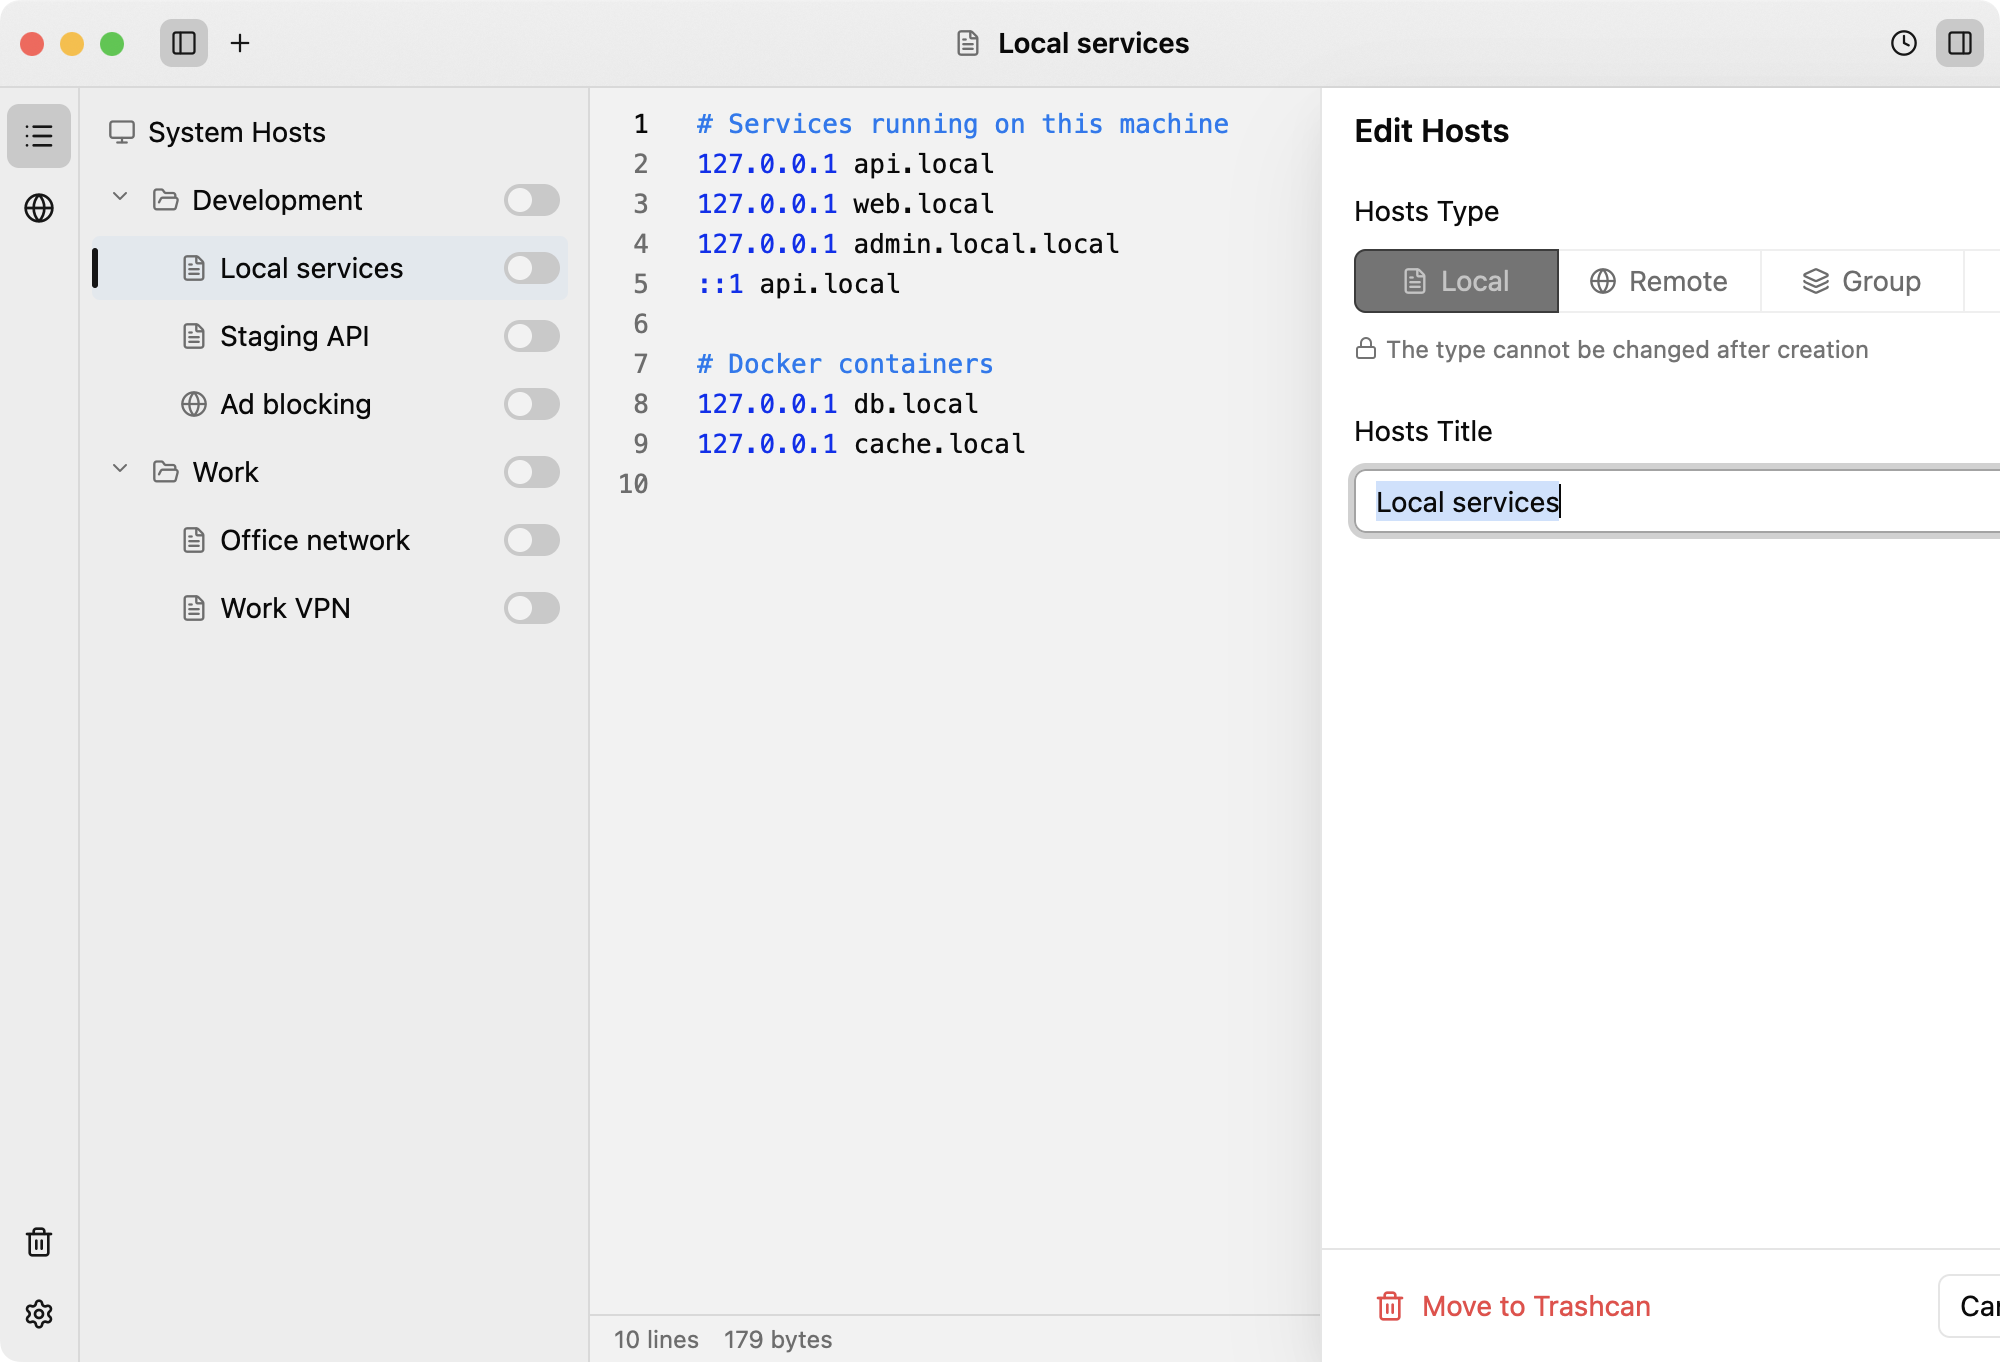 Local services
System Hosts
Development
Local services
Staging API
Ad blocking
Work
Office network
Work VPN
1 # Services running on this machine
2 127.0.0.1 api.local
3 127.0.0.1 web.local
4 127.0.0.1 admin.local.local
5 ::1 api.local
6
7 # Docker containers
8 127.0.0.1 db.local
9 127.0.0.1 cache.local
10
10 lines 179 bytes
Edit Hosts
Hosts Type
Local Remote Group
The type cannot be changed after creation
Hosts Title
Local services
Move to Trashcan